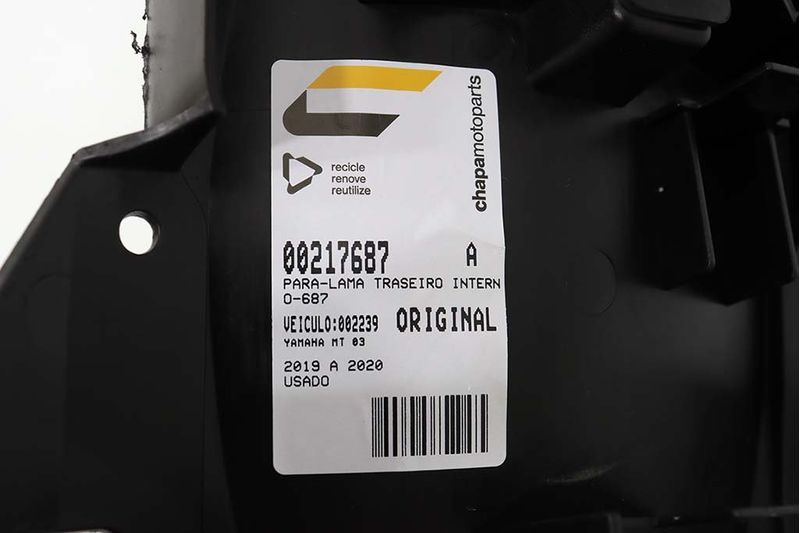 chapamotoparts
recicle
renove
reutilize
00217687 A
PARA-LAMA TRASEIRO INTERN
O-687
VEICULO:002239 ORIGINAL
YAMAHA MT 03
2019 A 2020
USADO